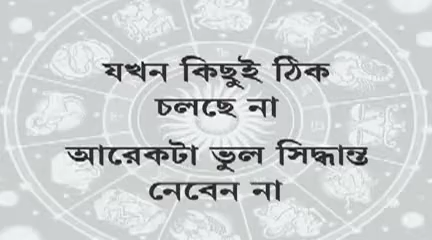 যখন কিছুই ঠিক
চলছে না
আরেকটা ভুল সিদ্ধান্ত
নেবেন না